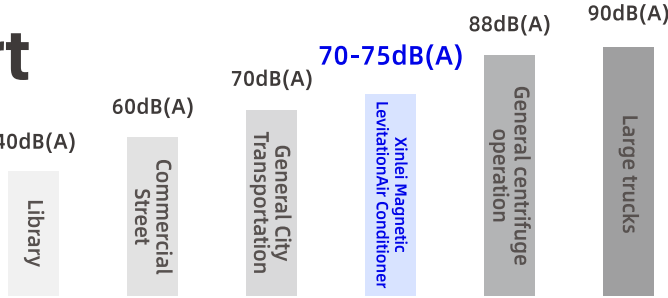 rt
40dB(A)
60dB(A)
70dB(A)
70-75dB(A)
88dB(A)
90dB(A)
Library
Commercial
Street
General City
Transportation
Xinlei Magnetic
LevitationAir Conditioner
General centrifuge
operation
Large trucks